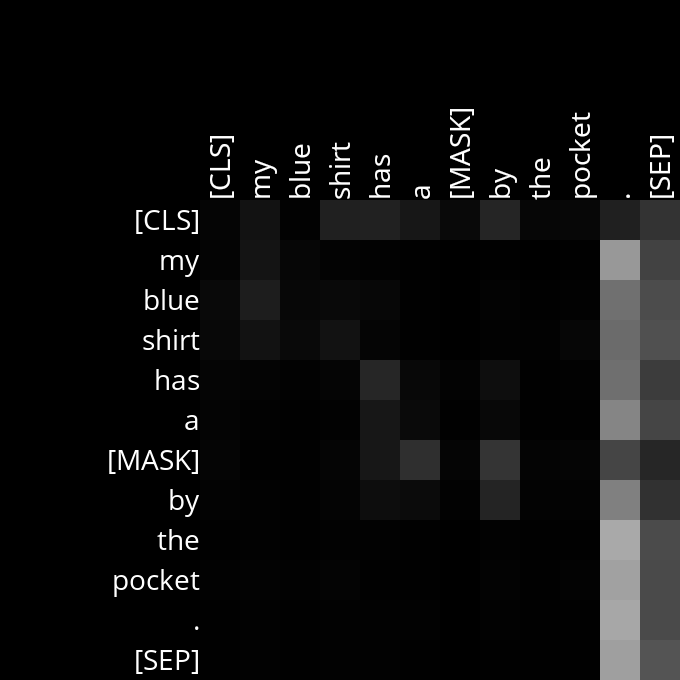 [CLS] my blue shirt has a [MASK] by the pocket . [SEP]
[CLS]
my
blue
shirt
has
a
[MASK]
by
the
pocket
.
[SEP]